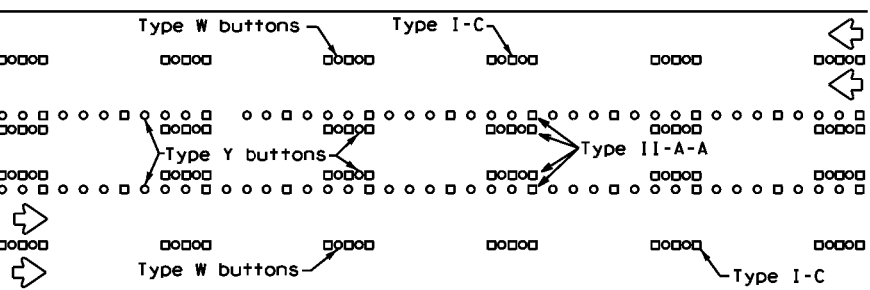 Type W buttons
Type I-C
Type Y buttons
Type II-A-A
Type W buttons
Type I-C